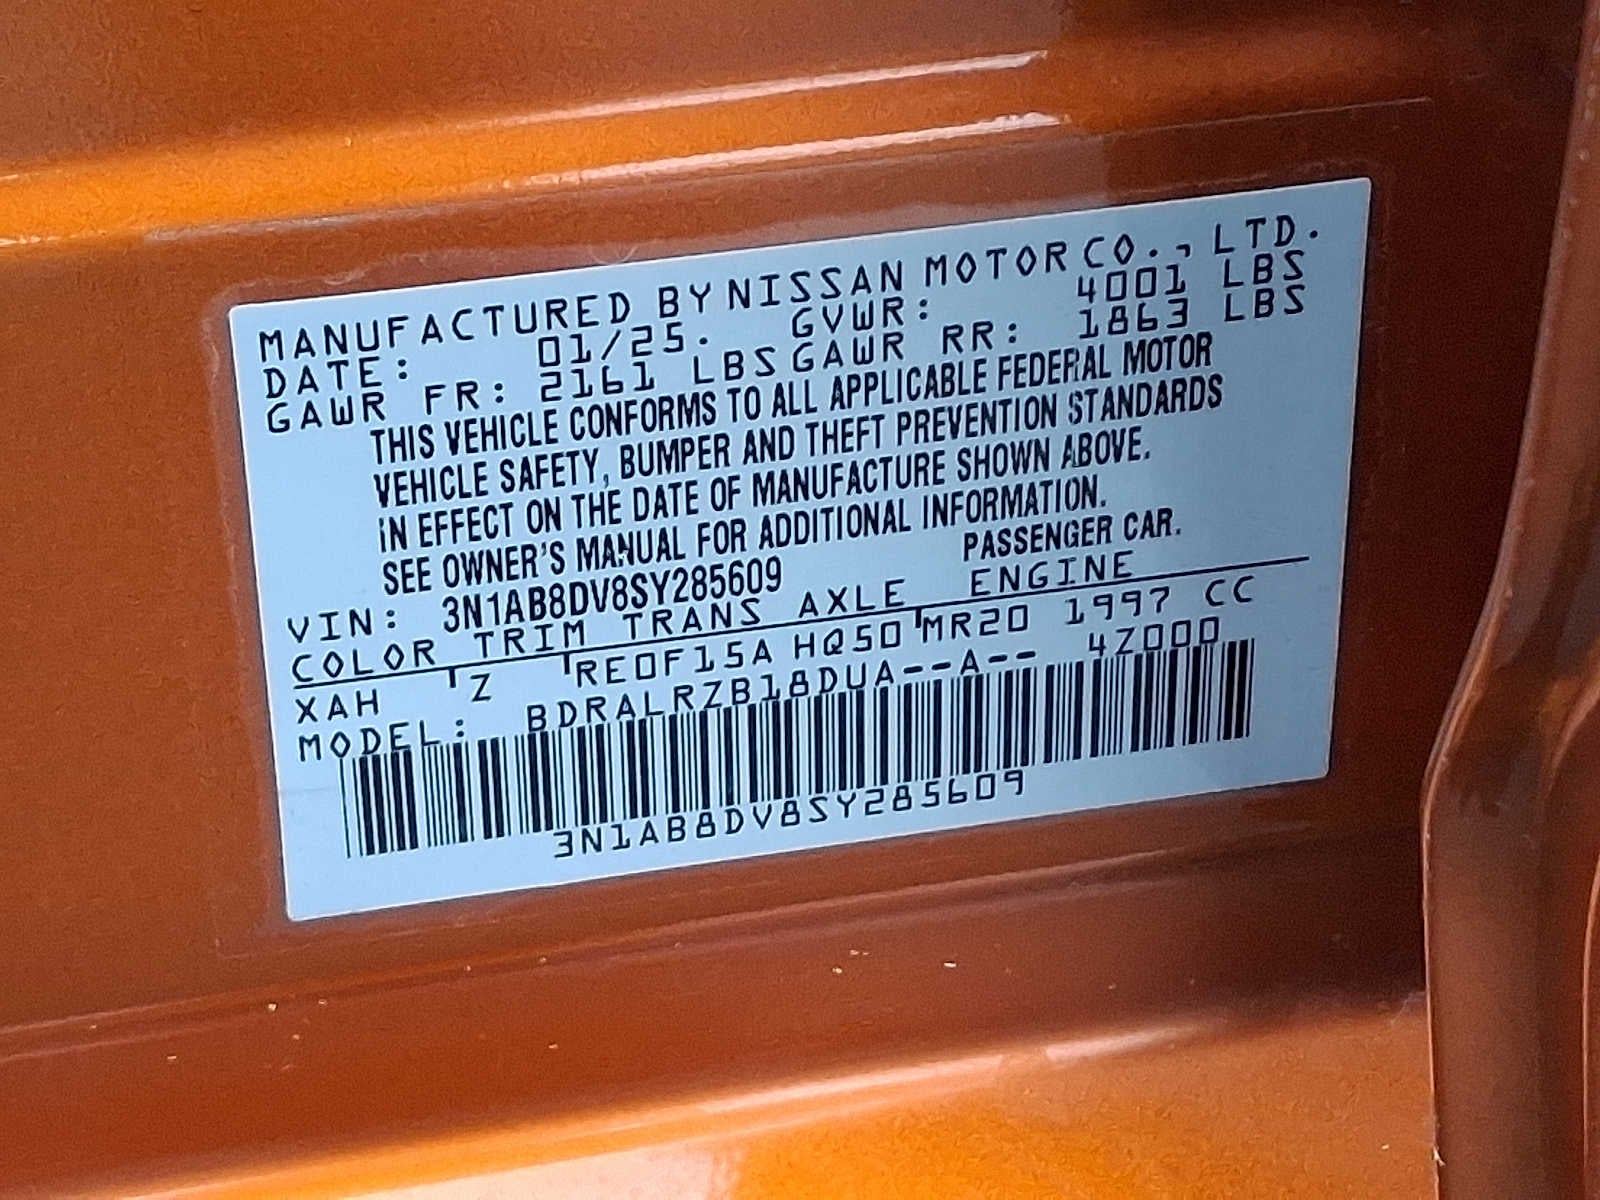 MANUFACTURED BY NISSAN MOTOR CO., LTD.
DATE: 01/25. GVWR: 4001 LBS
GAWR FR: 2161 LBS GAWR RR: 1863 LBS
THIS VEHICLE CONFORMS TO ALL APPLICABLE FEDERAL MOTOR
VEHICLE SAFETY, BUMPER AND THEFT PREVENTION STANDARDS
IN EFFECT ON THE DATE OF MANUFACTURE SHOWN ABOVE.
SEE OWNER'S MANUAL FOR ADDITIONAL INFORMATION.
VIN: 3N1AB8DV8SY285609 PASSENGER CAR.
COLOR TRIM TRANS AXLE ENGINE
XAH Z RE0F15A HQ50 MR20 1997 CC
MODEL: BDRALRZB18DUA--A-- 4Z000
3N1AB8DV8SY285609